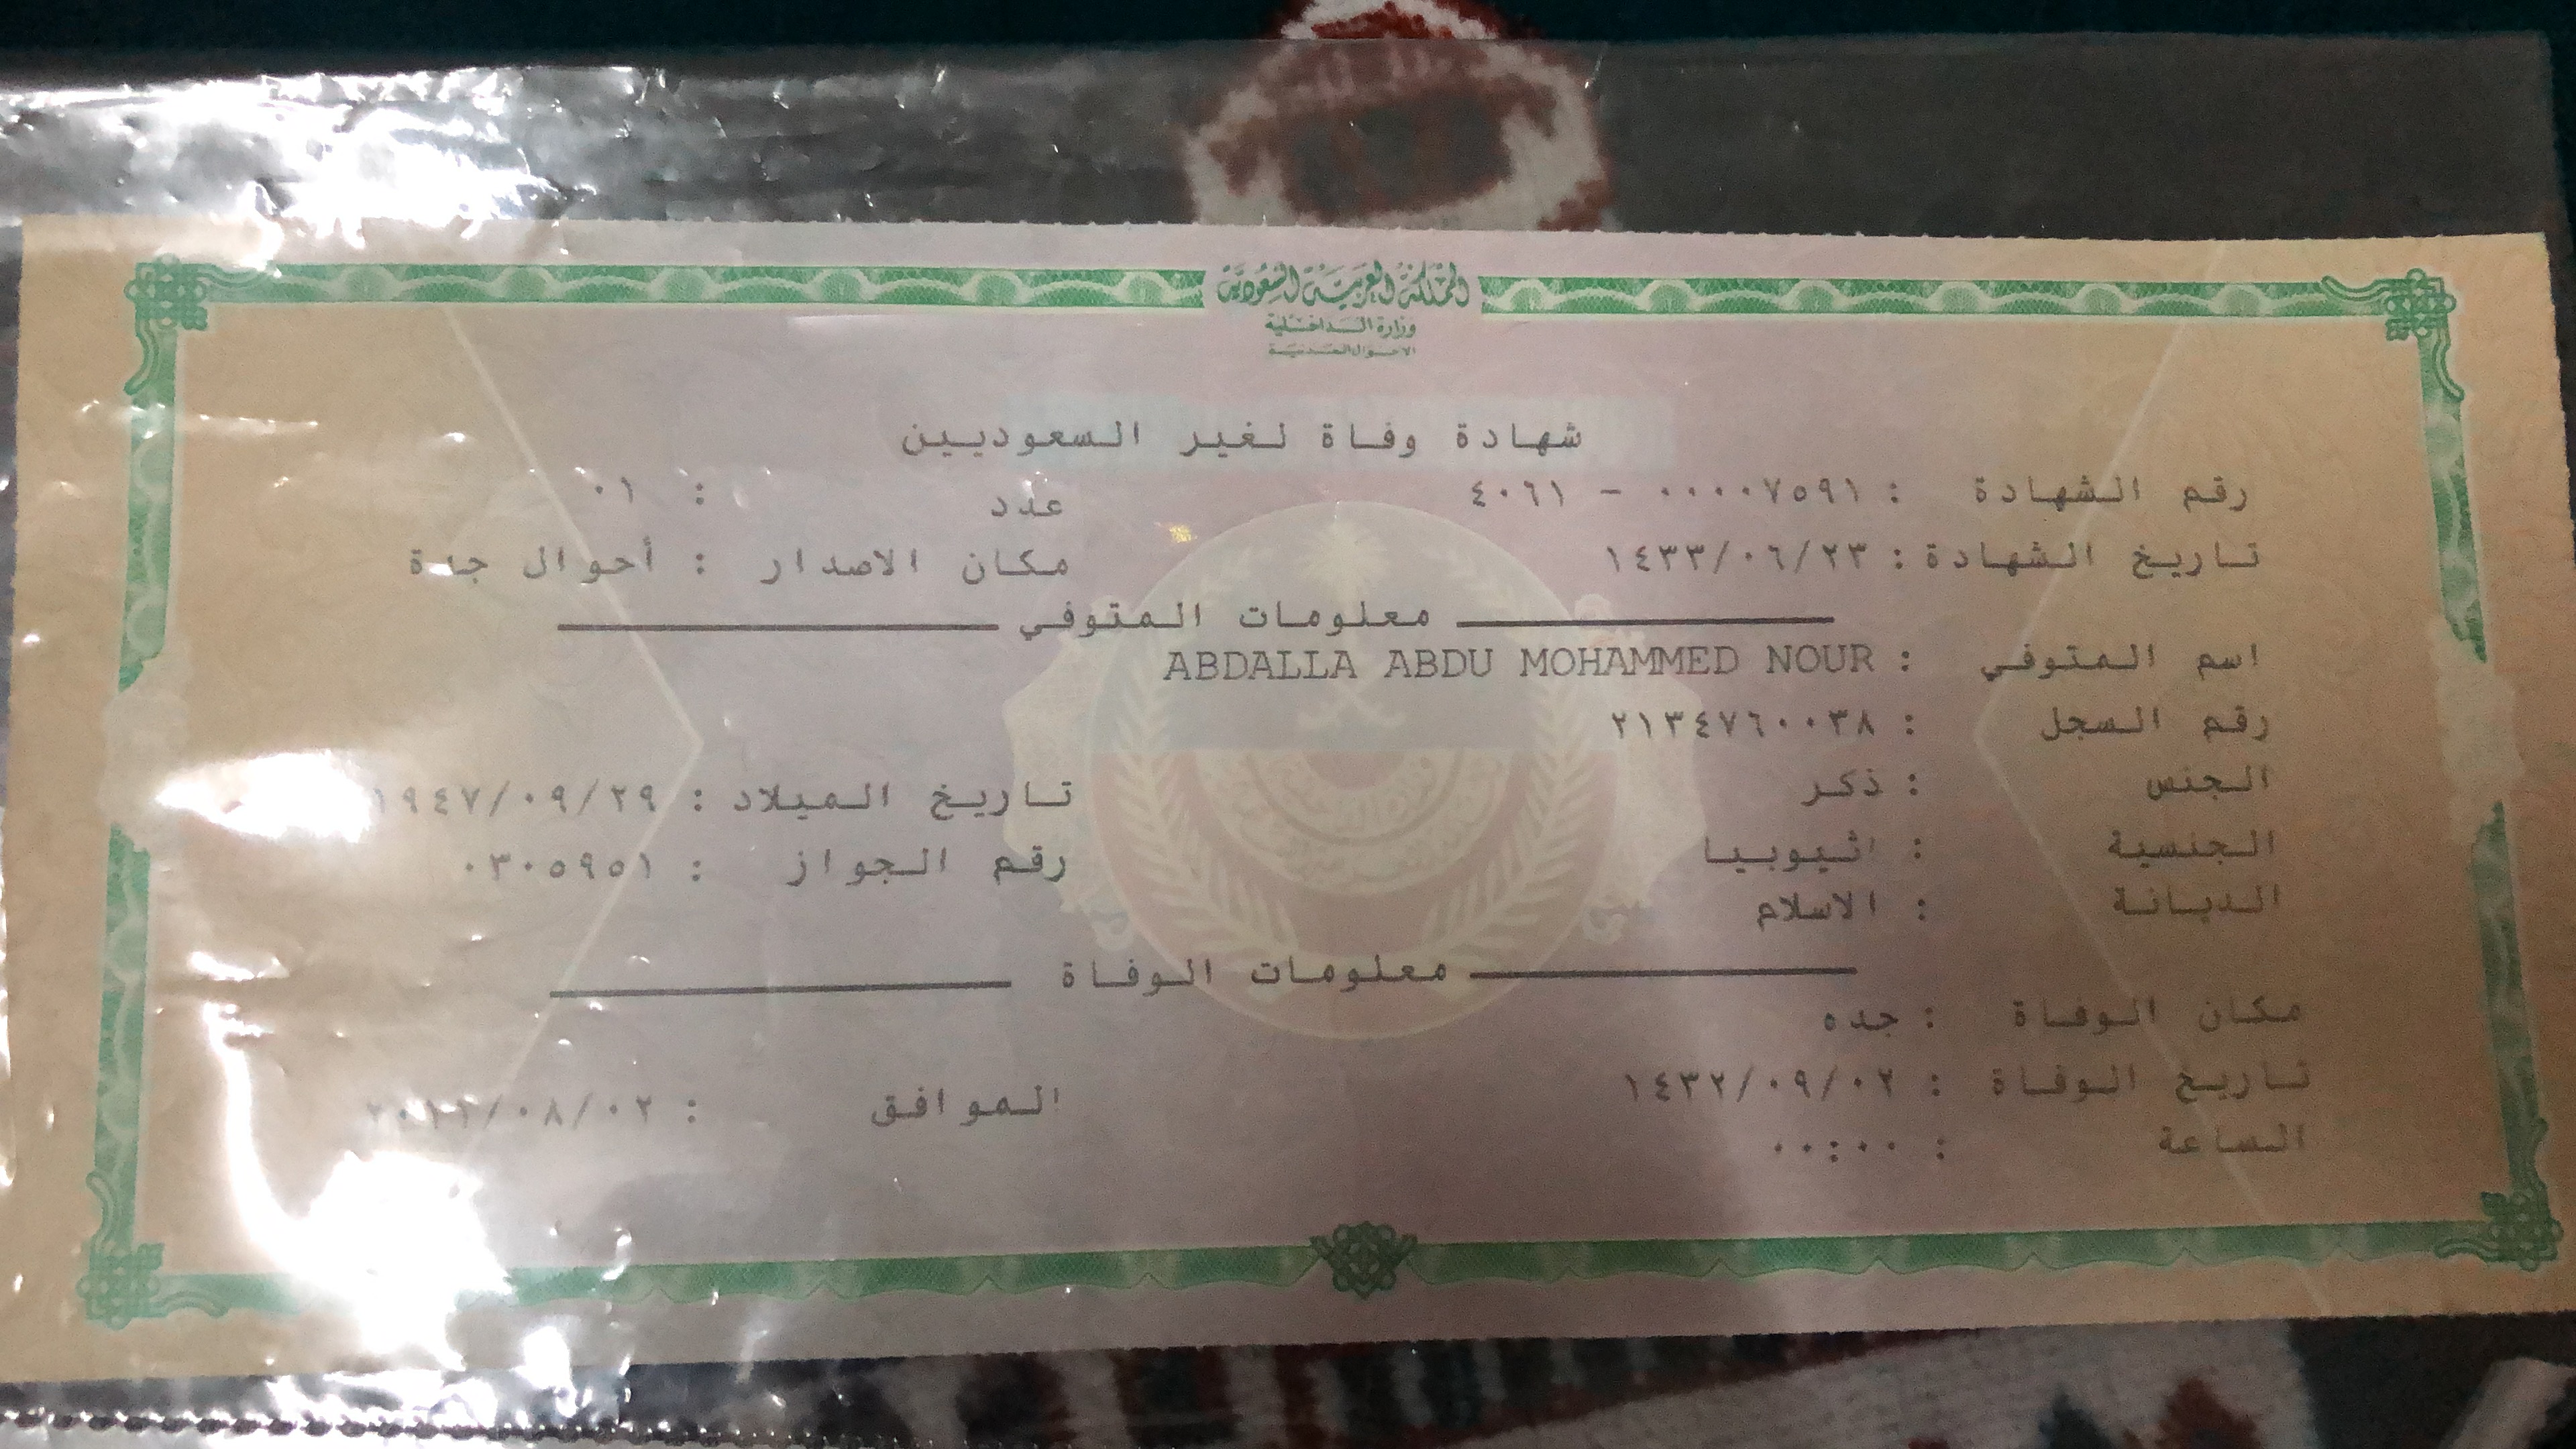 المملكة العربية السعودية
وزارة الداخلية
الأحوال المدنية
شهادة وفاة لغير السعوديين
رقم الشهادة : ٠٠٠٠٧٥٩١ - ٤٠٦١ عدد : ٠١
تاريخ الشهادة : ١٤٣٣/٠٦/٢٣ مكان الاصدار : أحوال جدة
معلومات المتوفي
اسم المتوفي : ABDALLA ABDU MOHAMMED NOUR
رقم السجل : ٢١٣٤٧٦٠٠٣٨
الجنس : ذكر تاريخ الميلاد : ١٩٤٧/٠٩/٢٩
الجنسية : اثيوبيا رقم الجواز : ٠٣٠٥٩٥١
الديانة : الاسلام
معلومات الوفاة
مكان الوفاة : جده
تاريخ الوفاة : ١٤٣٢/٠٩/٠٢ الموافق : ٢٠١١/٠٨/٠٢
الساعة : ٠٠:٠٠